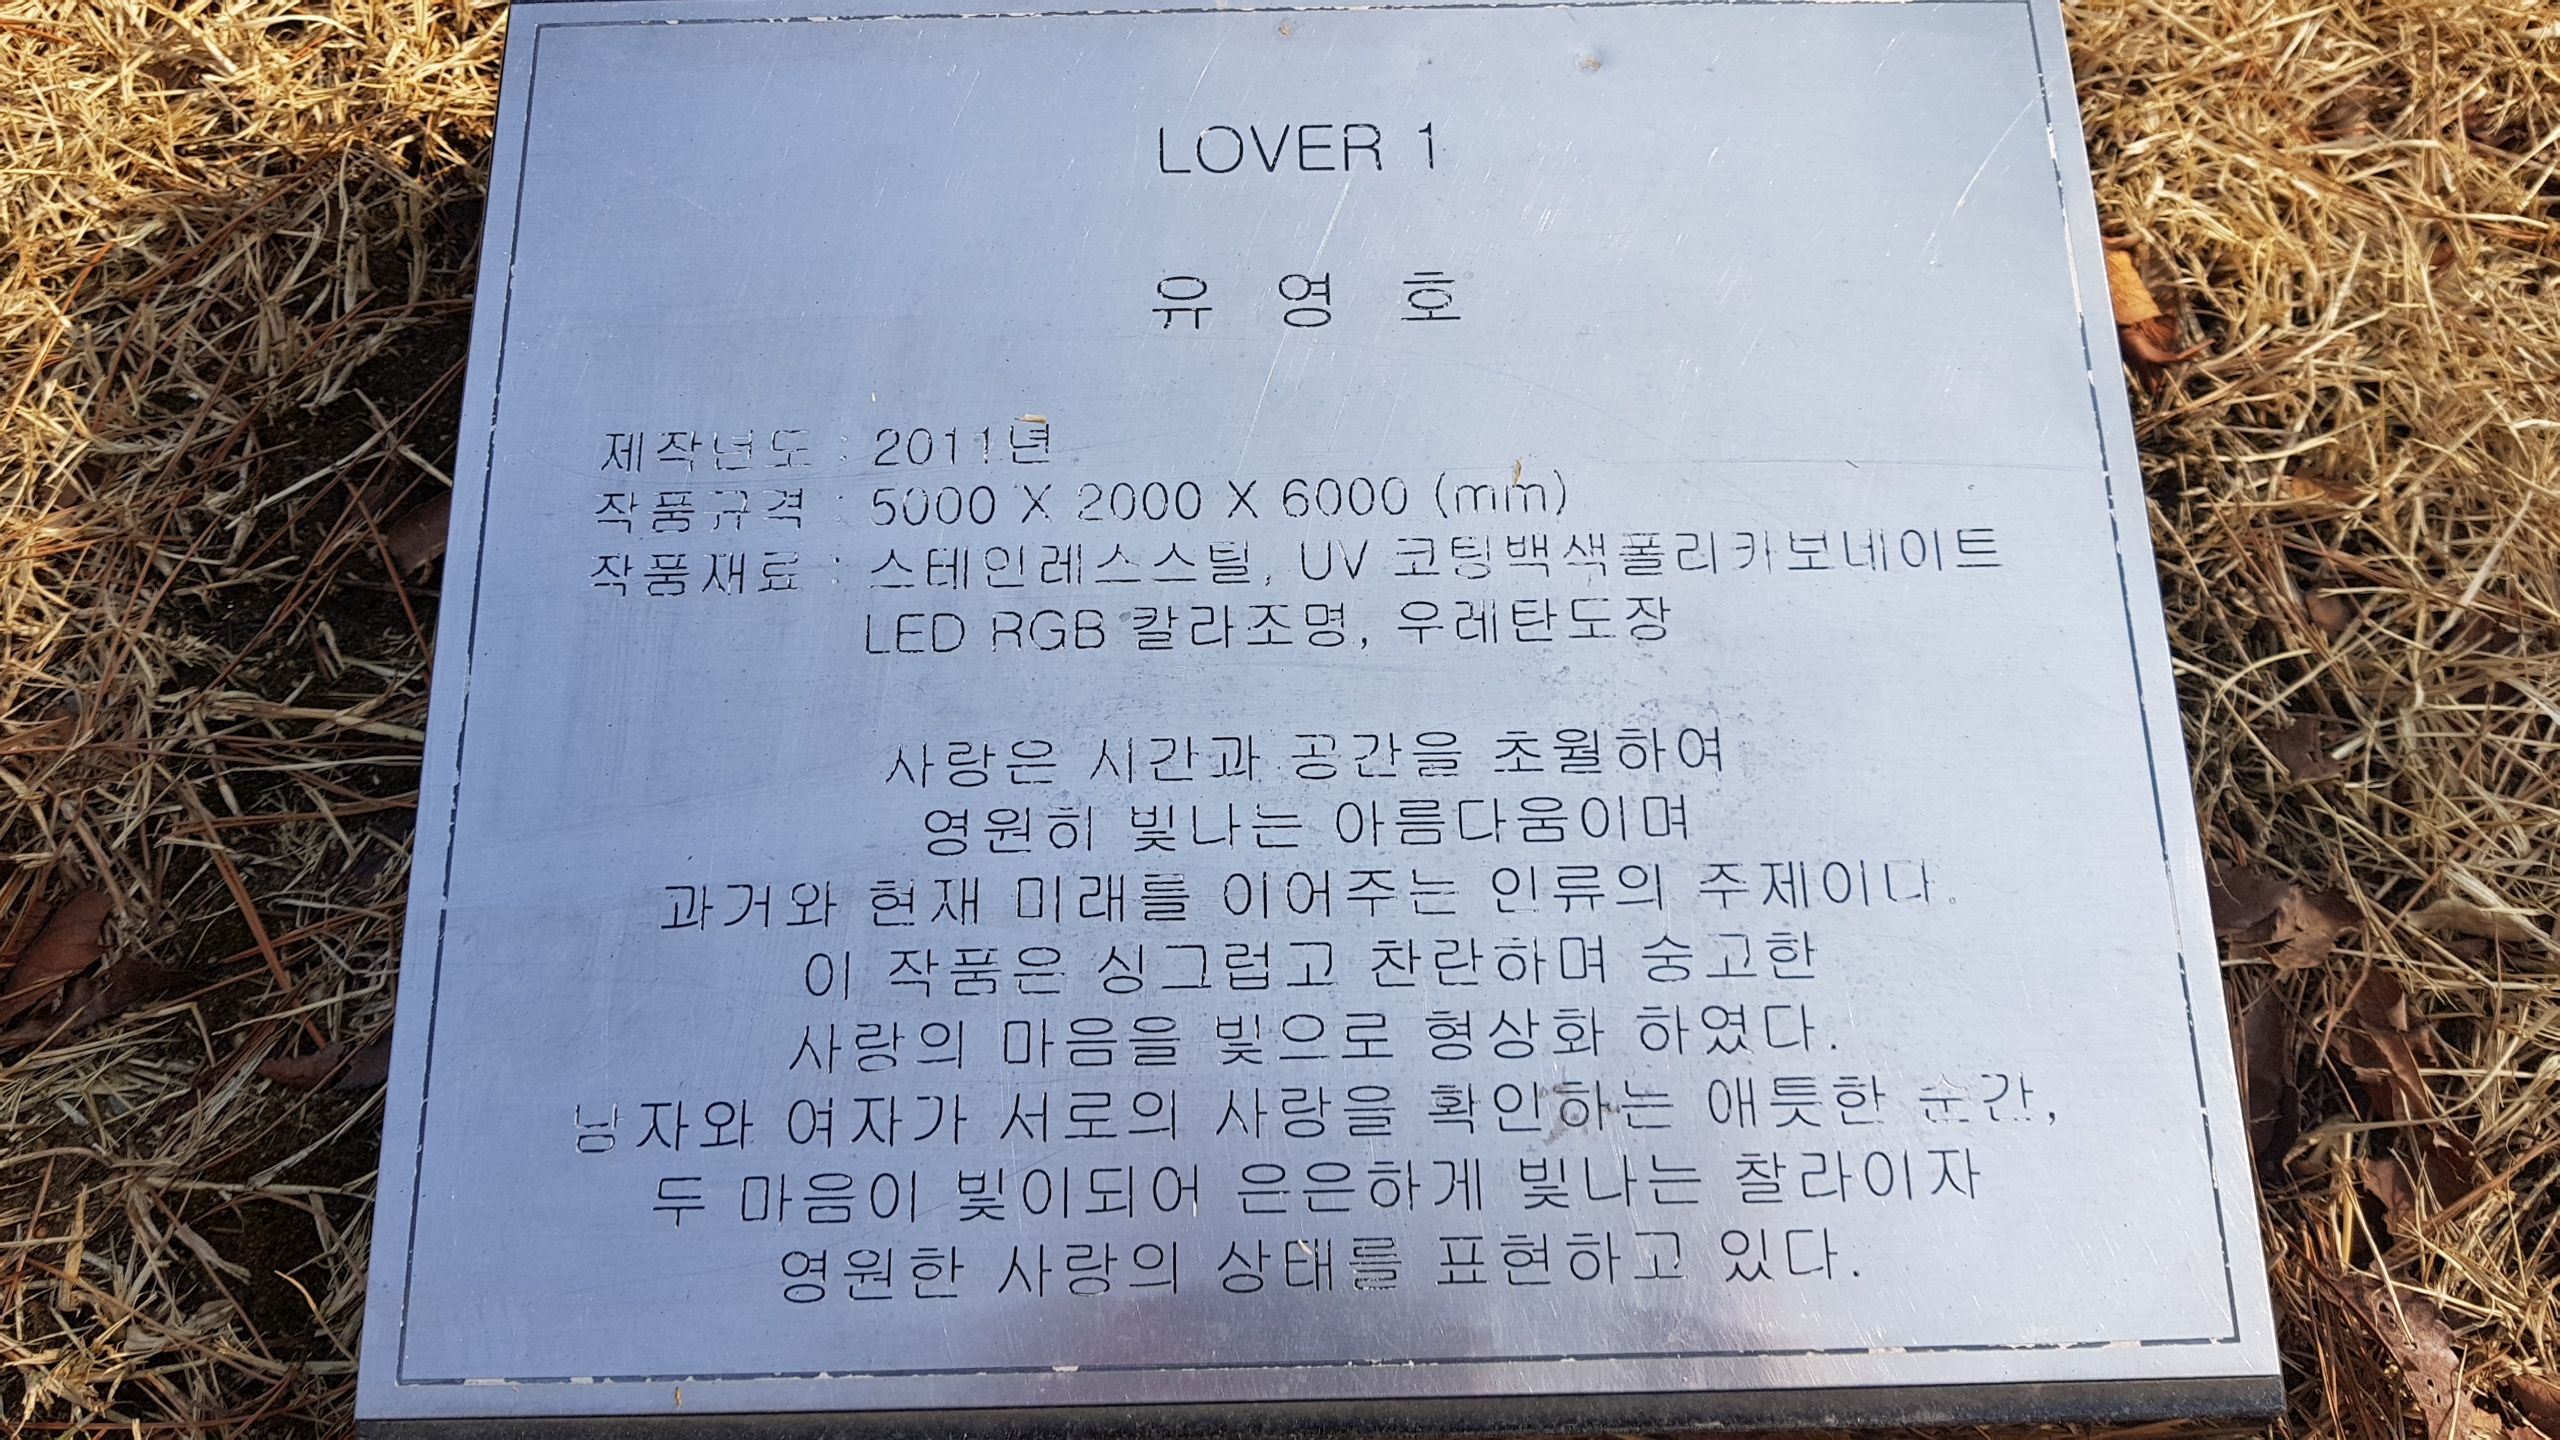 LOVER 1
유 영 호
제작년도 : 2011년
작품규격 : 5000 X 2000 X 6000 (mm)
작품재료 : 스테인레스스틸, UV 코팅백색폴리카보네이트
LED RGB 칼라조명, 우레탄도장
사랑은 시간과 공간을 초월하여
영원히 빛나는 아름다움이며
과거와 현재 미래를 이어주는 인류의 주제이다.
이 작품은 싱그럽고 찬란하며 숭고한
사랑의 마음을 빛으로 형상화 하였다.
남자와 여자가 서로의 사랑을 확인하는 애틋한 순간,
두 마음이 빛이되어 은은하게 빛나는 찰라이자
영원한 사랑의 상태를 표현하고 있다.